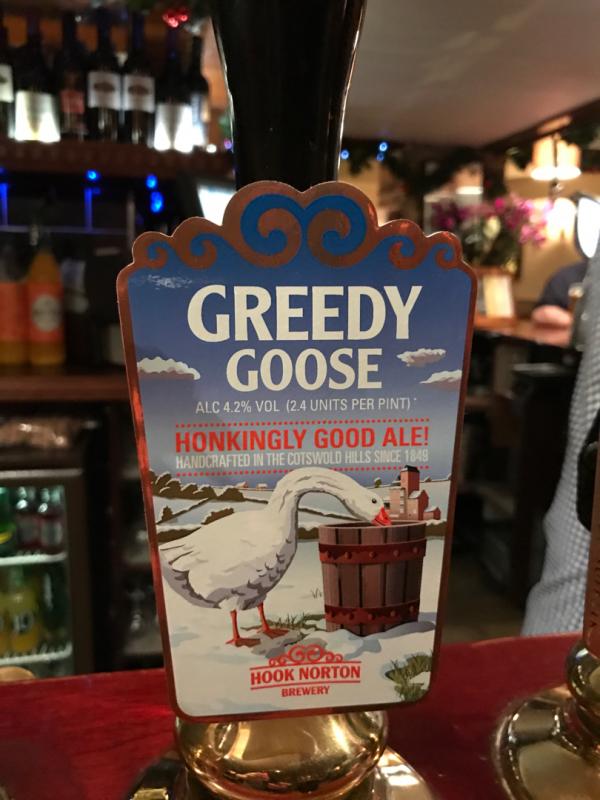 GREEDY
GOOSE
ALC 4.2% VOL (2.4 UNITS PER PINT)
HONKINGLY GOOD ALE!
HANDCRAFTED IN THE COTSWOLD HILLS SINCE 1849
HOOK NORTON
BREWERY